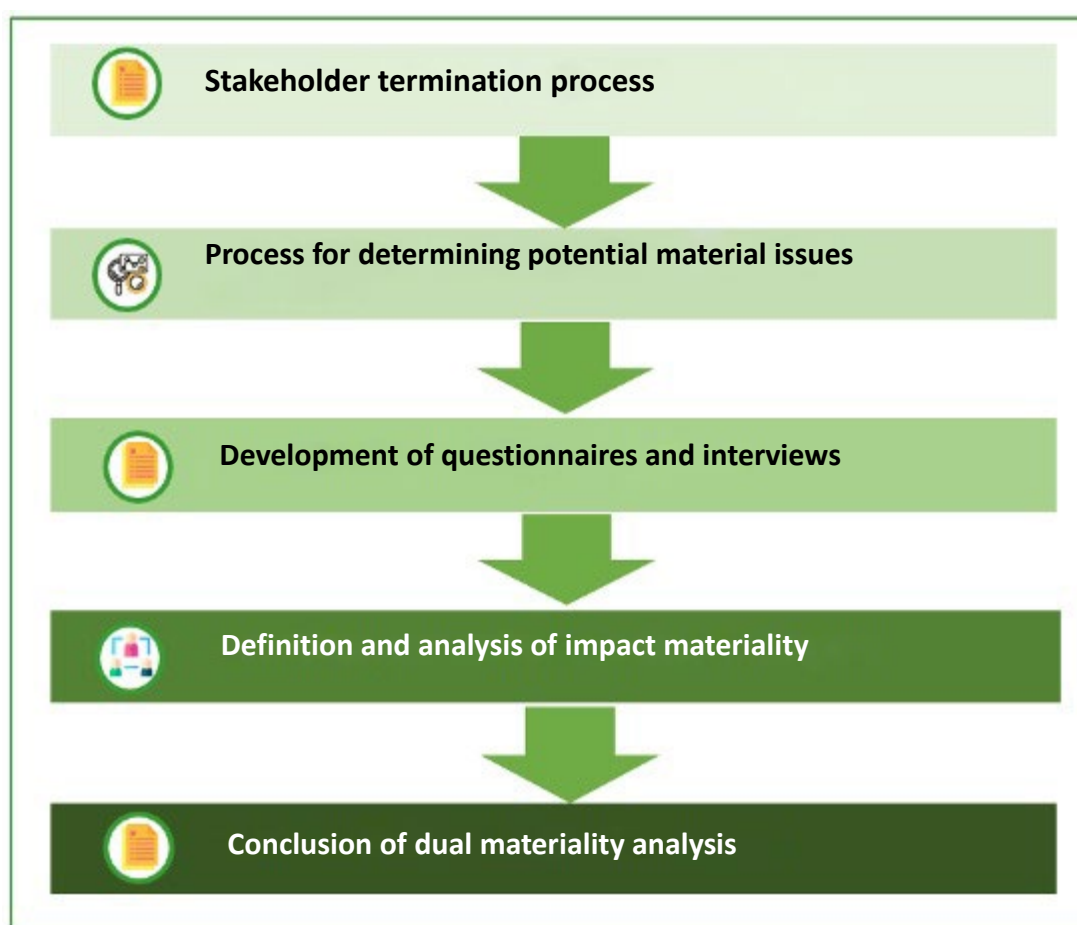 Stakeholder termination process
Process for determining potential material issues
Development of questionnaires and interviews
Definition and analysis of impact materiality
Conclusion of dual materiality analysis